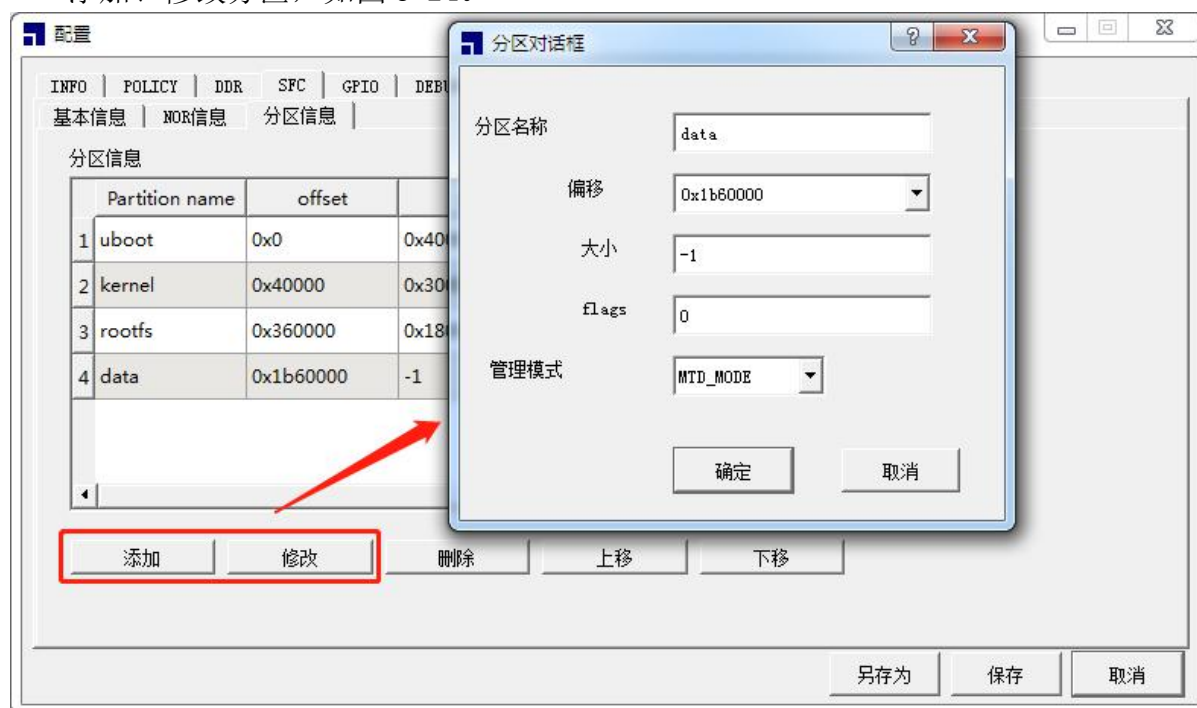 配置
INFO POLICY DDR SFC GPIO
基本信息 NOR信息 分区信息
分区信息
Partition name offset
1 uboot 0x0
2 kernel 0x40000
3 rootfs 0x360000
4 data 0x1b60000 -1
添加 修改 删除 上移 下移
另存为 保存 取消
分区对话框
分区名称 data
偏移 0x1b60000
大小 -1
flags 0
管理模式 MTD_MODE
确定 取消